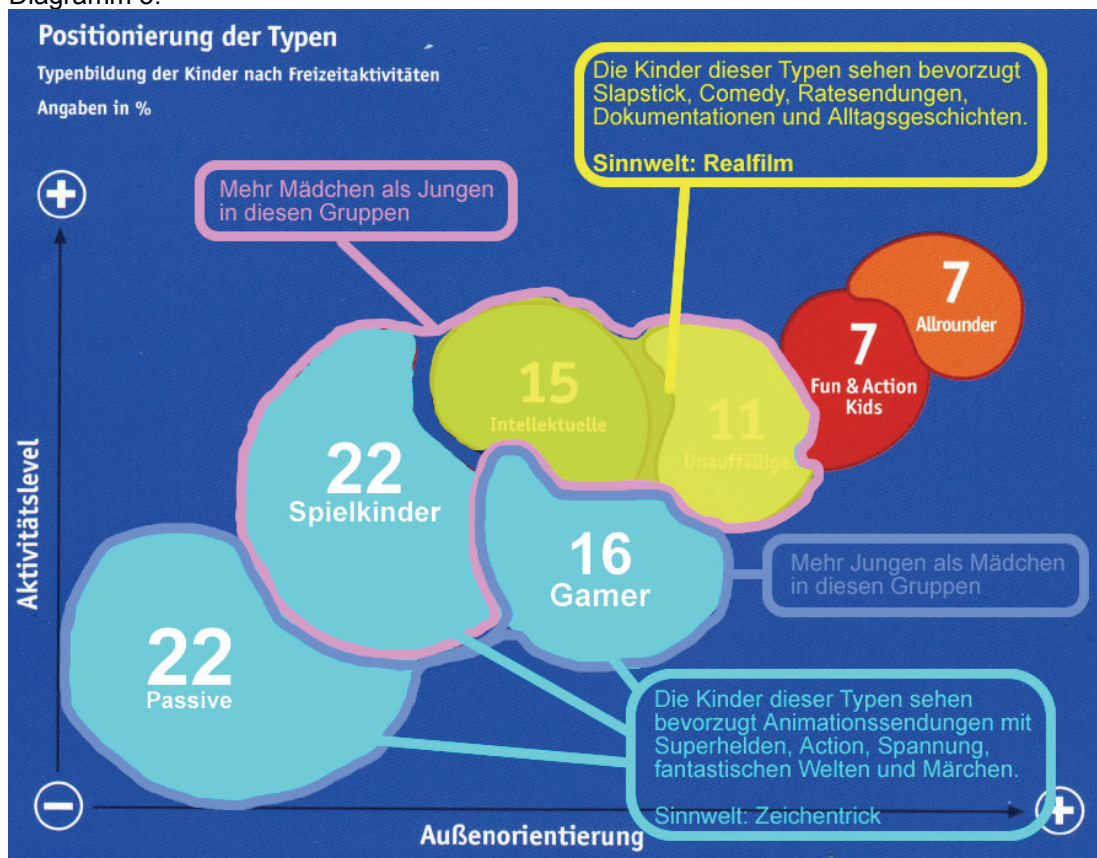 Positionierung der Typen
Typenbildung der Kinder nach Freizeitaktivitäten
Angaben in %
Die Kinder dieser Typen sehen bevorzugt
Slapstick, Comedy, Ratesendungen,
Dokumentationen und Alltagsgeschichten.
Sinnwelt: Realfilm
Mehr Mädchen als Jungen
in diesen Gruppen
7
Allrounder
7
Fun & Action
Kids
15
Intellektuelle
11
Unauffällige
22
Spielkinder
16
Gamer
Mehr Jungen als Mädchen
in diesen Gruppen
22
Passive
Die Kinder dieser Typen sehen
bevorzugt Animationssendungen mit
Superhelden, Action, Spannung,
fantastischen Welten und Märchen.
Sinnwelt: Zeichentrick
Aktivitätslevel
Außenorientierung